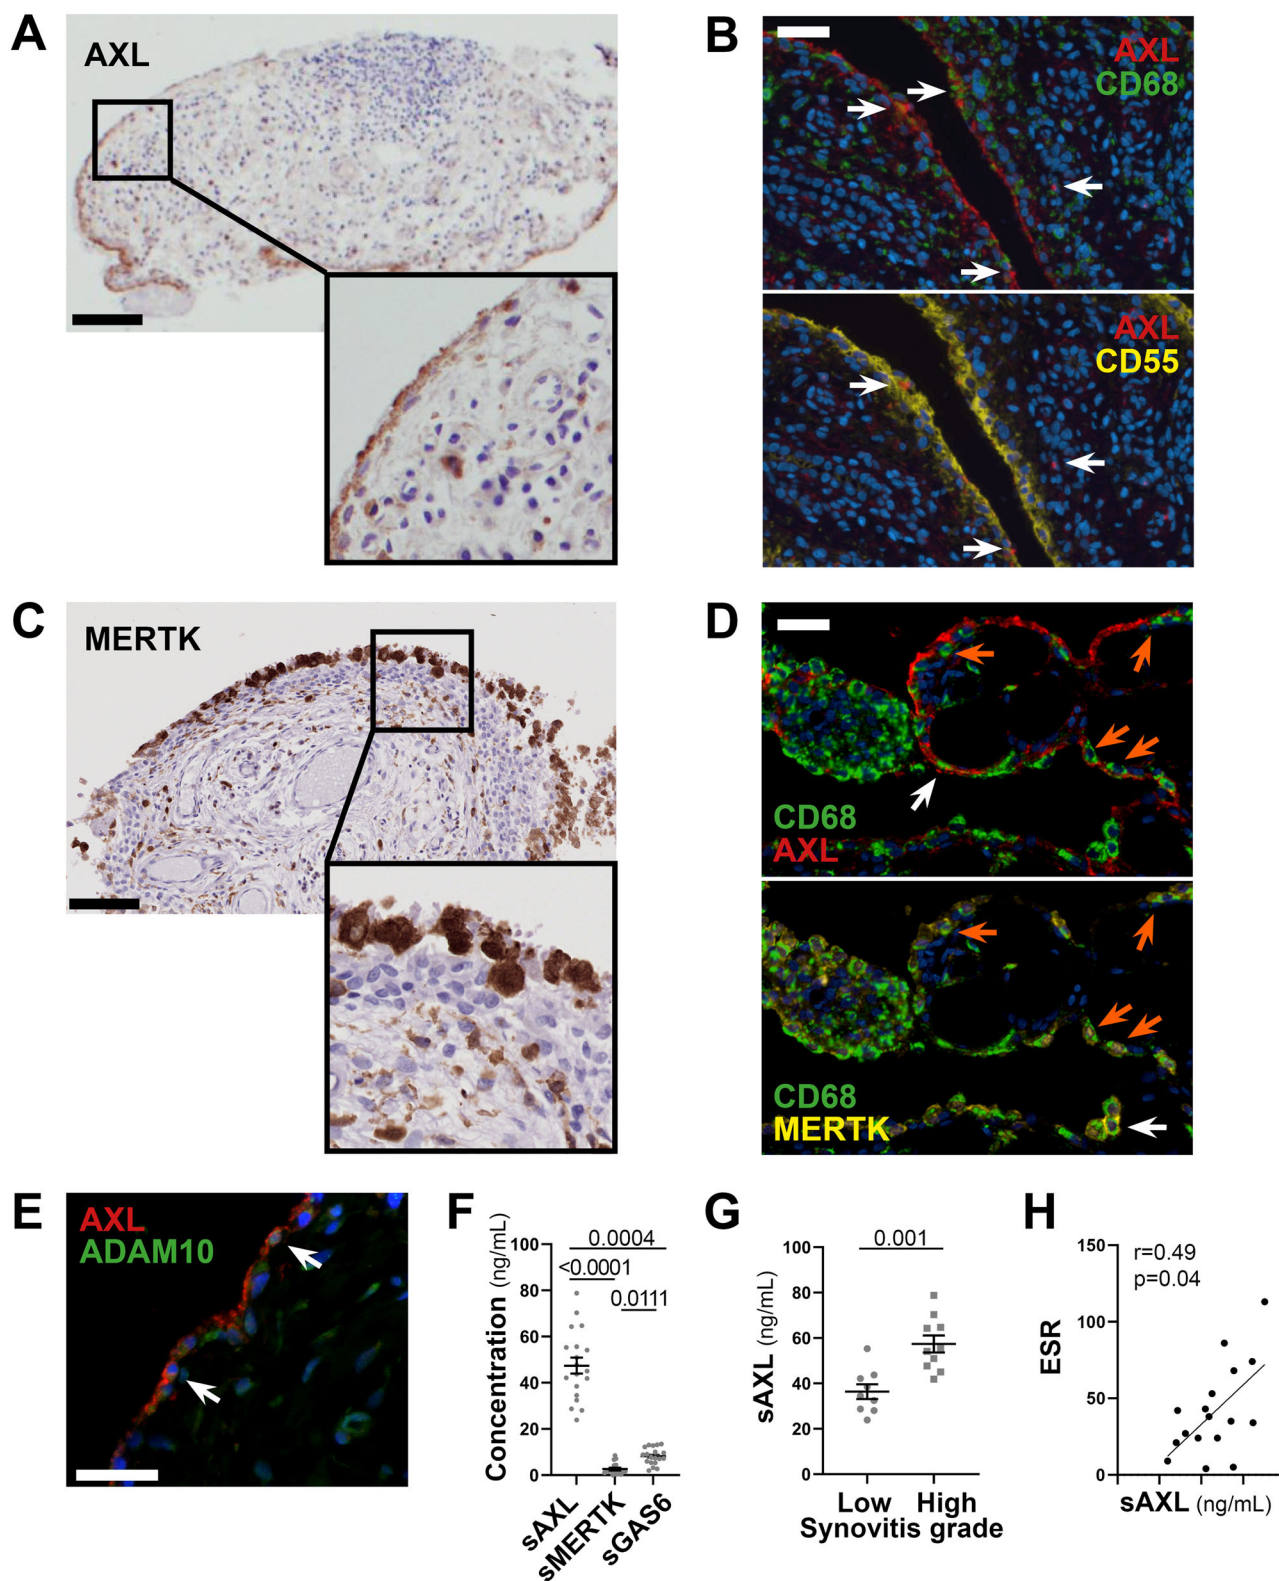 A
AXL
B
AXL
CD68
AXL
CD55
C
MERTK
D
CD68
AXL
CD68
MERTK
E
AXL
ADAM10
F
Concentration (ng/mL)
100
80
60
40
20
0
0.0004
<0.0001
0.0111
sAXL
sMERTK
sGAS6
G
sAXL (ng/mL)
100
80
60
40
20
0
0.001
Low High
Synovitis grade
H
ESR
150
100
50
0
r=0.49
p=0.04
sAXL (ng/mL)